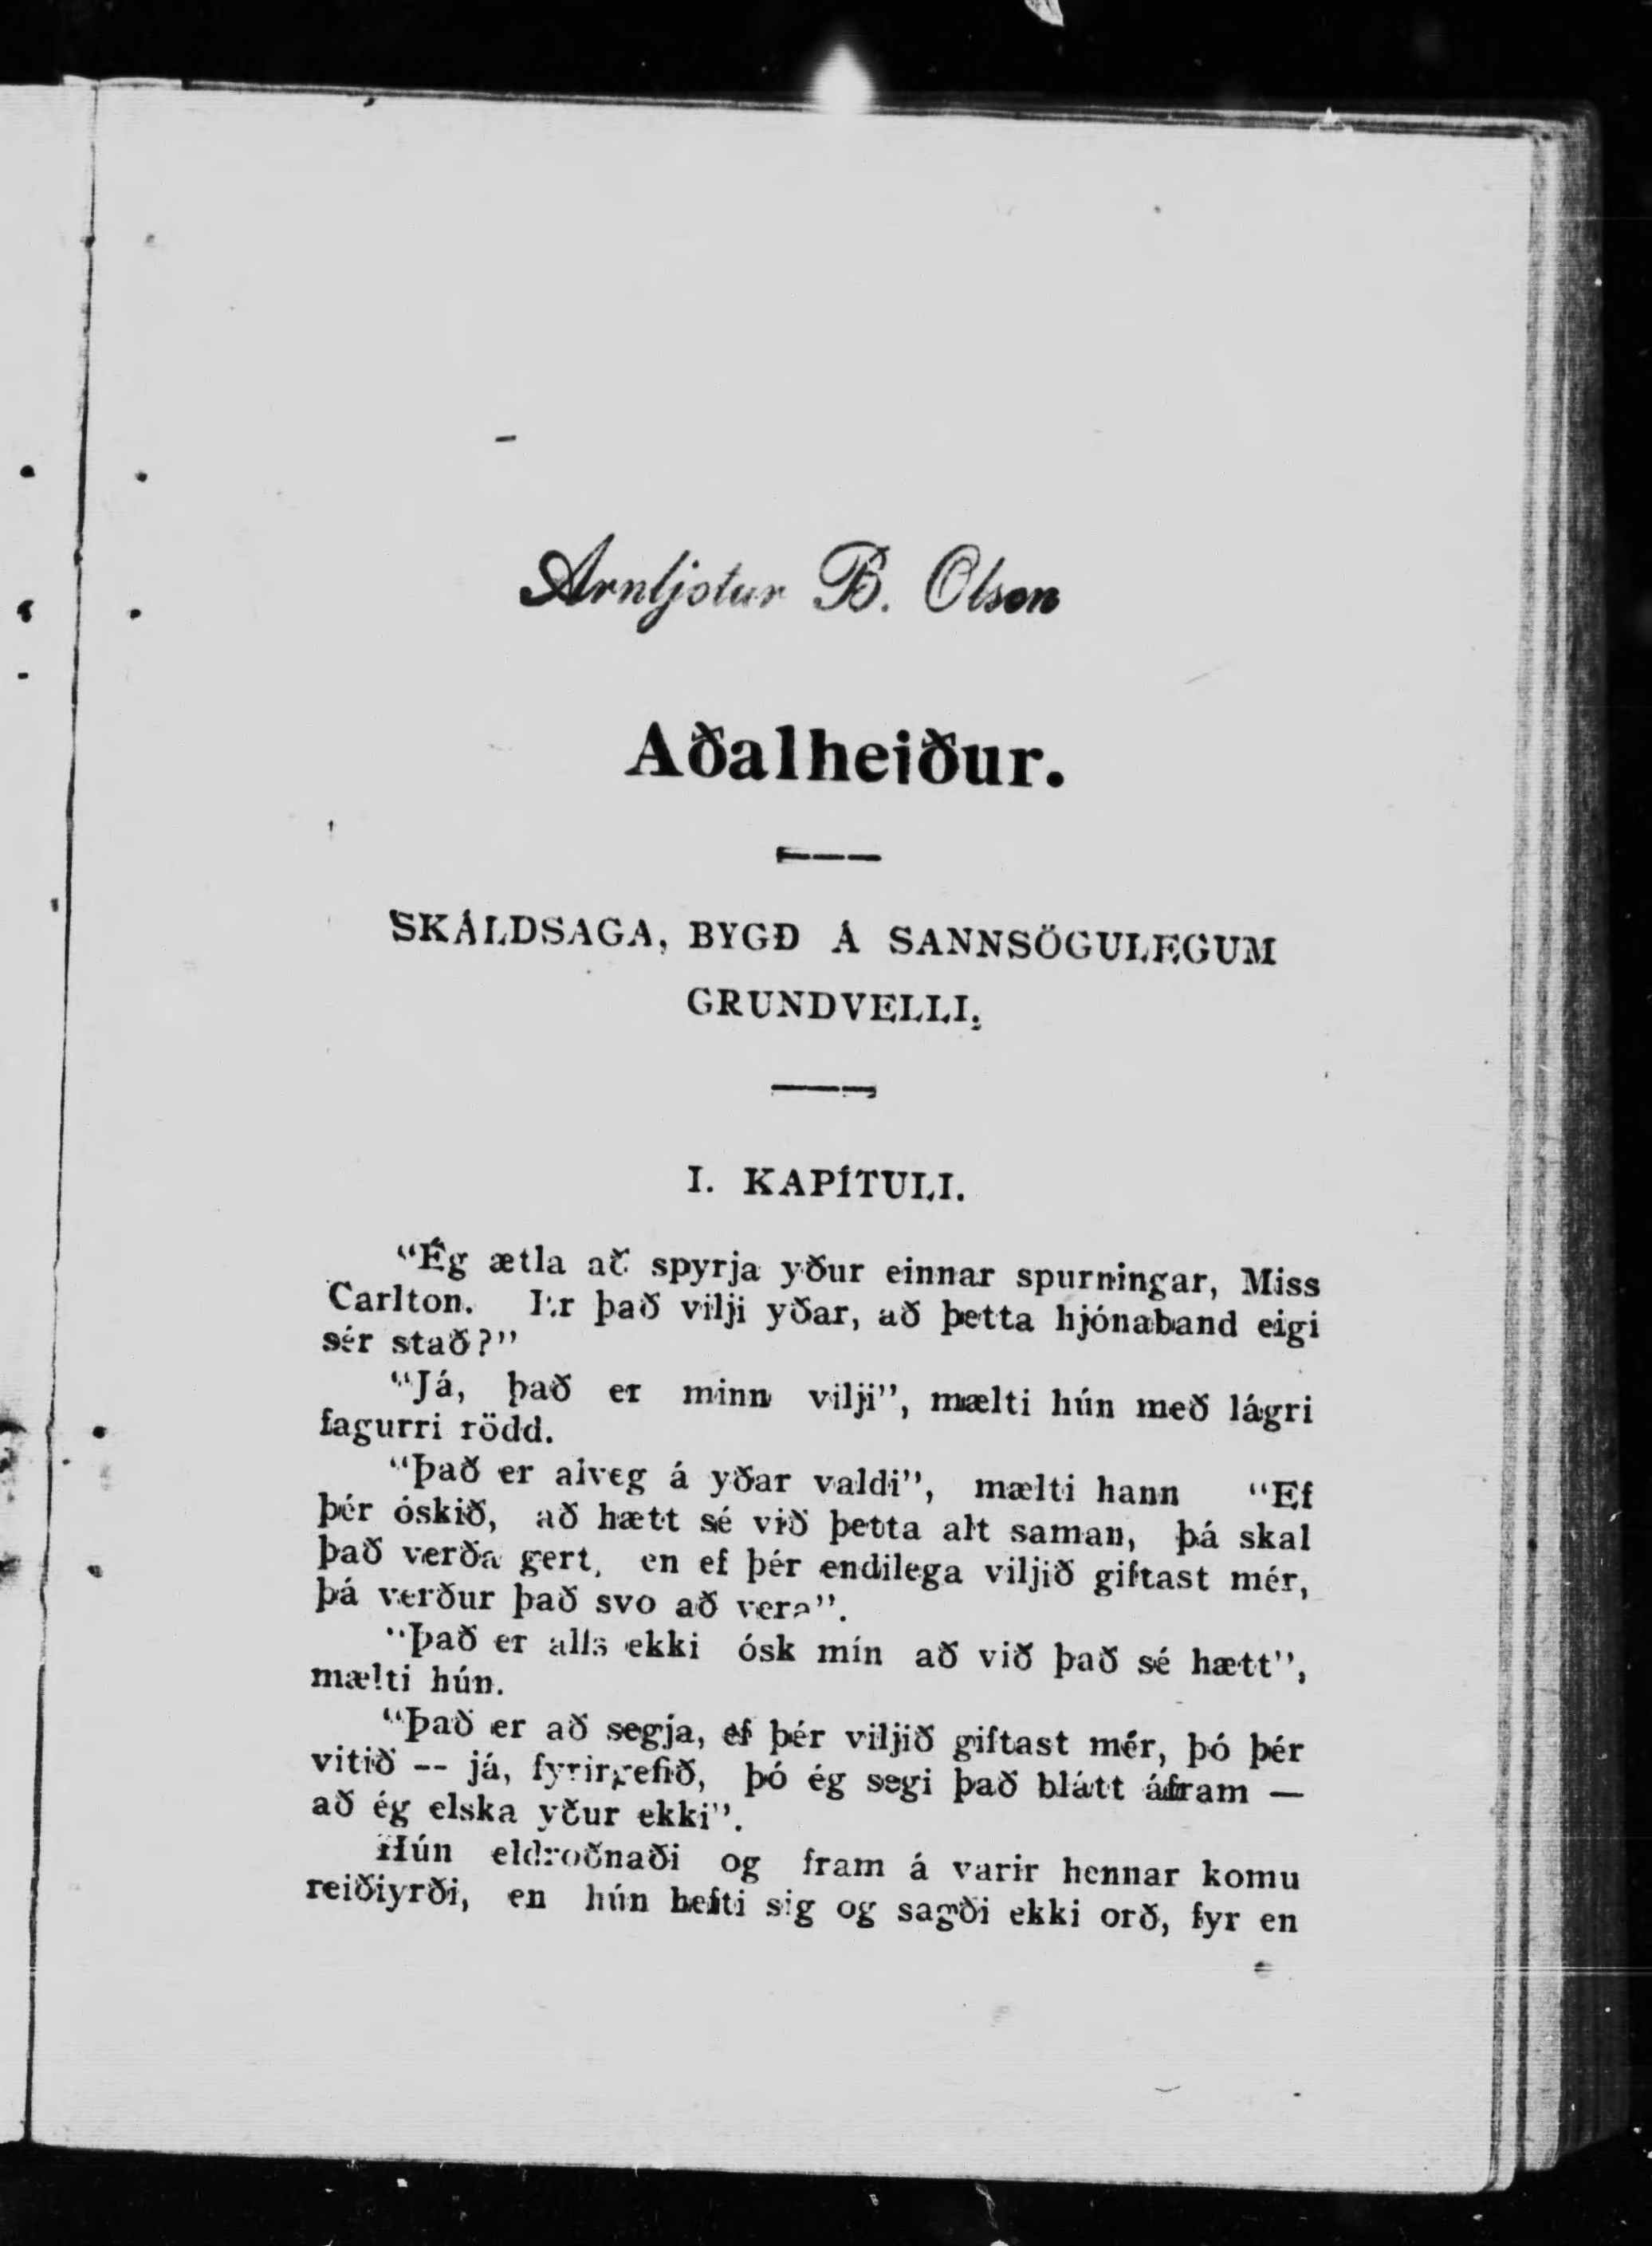 Arnljotur B. Olson
Aðalheiður.
SKÁLDSAGA, BYGÐ Á SANNSÖGULEGUM
GRUNDVELLI.
I. KAPÍTULI.
"Ég ætla að spyrja yður einnar spurningar, Miss
Carlton. Er það vilji yðar, að þetta hjónaband eigi
sér stað?"
"Já, það er minn vilji", mælti hún með lágri
fagurri rödd.
"Það er alveg á yðar valdi", mælti hann "Ef
þér óskið, að hætt sé við þetta alt saman, þá skal
það verða gert, en ef þér endilega viljið giftast mér,
þá verður það svo að vera".
"Það er alls ekki ósk mín að við það sé hætt",
mælti hún.
"Það er að segja, ef þér viljið giftast mér, þó þér
vitið -- já, fyrirgefið, þó ég segi það blátt áfram —
að ég elska yður ekki".
Hún eldroðnaði og fram á varir hennar komu
reiðiyrði, en hún hefti sig og sagði ekki orð, fyr en